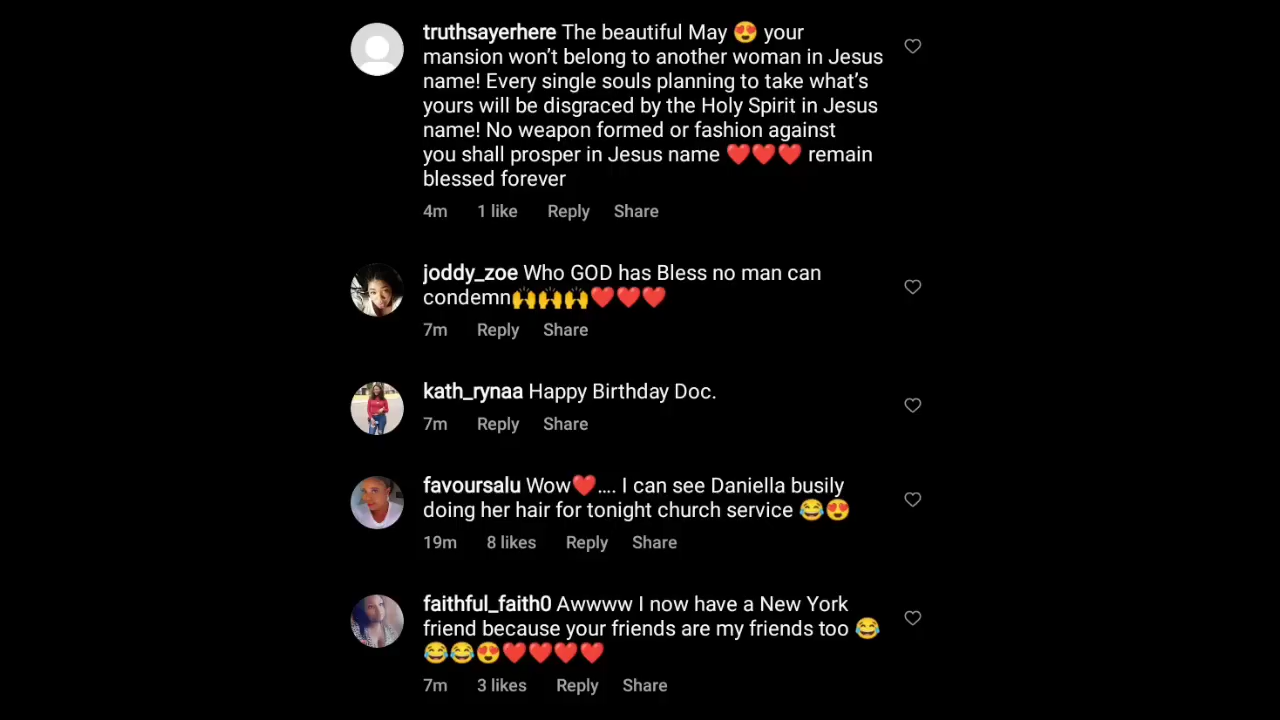 truthsayerhere The beautiful May 😍 your
mansion won’t belong to another woman in Jesus
name! Every single souls planning to take what’s
yours will be disgraced by the Holy Spirit in Jesus
name! No weapon formed or fashion against
you shall prosper in Jesus name ❤️❤️❤️ remain
blessed forever
4m 1 like Reply Share
joddy_zoe Who GOD has Bless no man can
condemn🙌🙌🙌❤️❤️❤️
7m Reply Share
kath_rynaa Happy Birthday Doc.
7m Reply Share
favoursalu Wow❤️.... I can see Daniella busily
doing her hair for tonight church service 😂😍
19m 8 likes Reply Share
faithful_faith0 Awwww I now have a New York
friend because your friends are my friends too 😂
😂😂😍❤️❤️❤️❤️
7m 3 likes Reply Share